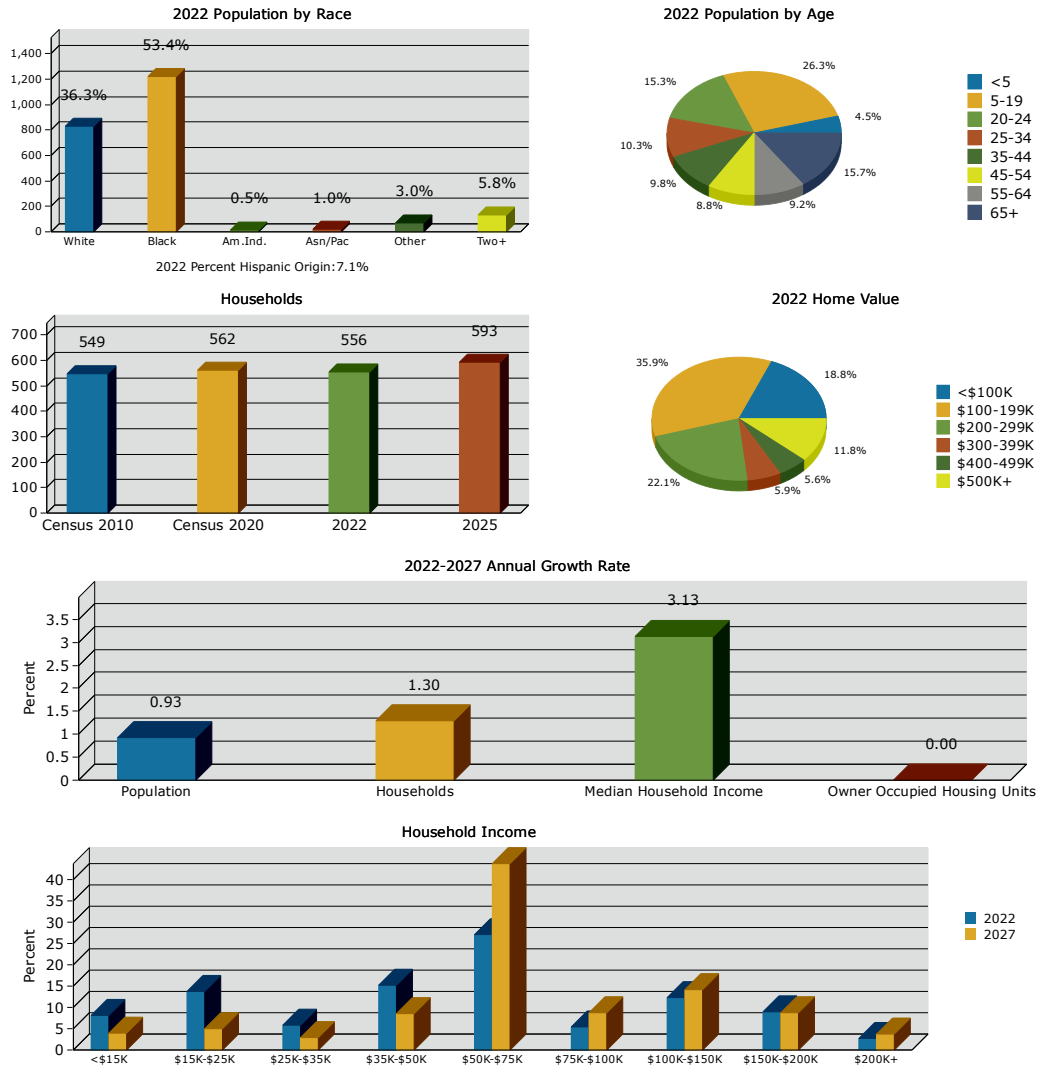 2022 Population by Race
1,400
1,200
1,000
800
600
400
200
0
36.3%
53.4%
0.5%
1.0%
3.0%
5.8%
White
Black
Am.Ind.
Asn/Pac
Other
Two+
2022 Percent Hispanic Origin:7.1%
2022 Population by Age
26.3%
15.3%
4.5%
10.3%
15.7%
9.8%
8.8%
9.2%
<5
5-19
20-24
25-34
35-44
45-54
55-64
65+
Households
700
600
500
400
300
200
100
0
549
562
556
593
Census 2010
Census 2020
2022
2025
2022 Home Value
35.9%
18.8%
11.8%
22.1%
5.6%
5.9%
<$100K
$100-199K
$200-299K
$300-399K
$400-499K
$500K+
2022-2027 Annual Growth Rate
Percent
3.5
3
2.5
2
1.5
1
0.5
0
0.93
1.30
3.13
0.00
Population
Households
Median Household Income
Owner Occupied Housing Units
Household Income
Percent
40
35
30
25
20
15
10
5
0
<$15K
$15K-$25K
$25K-$35K
$35K-$50K
$50K-$75K
$75K-$100K
$100K-$150K
$150K-$200K
$200K+
2022
2027